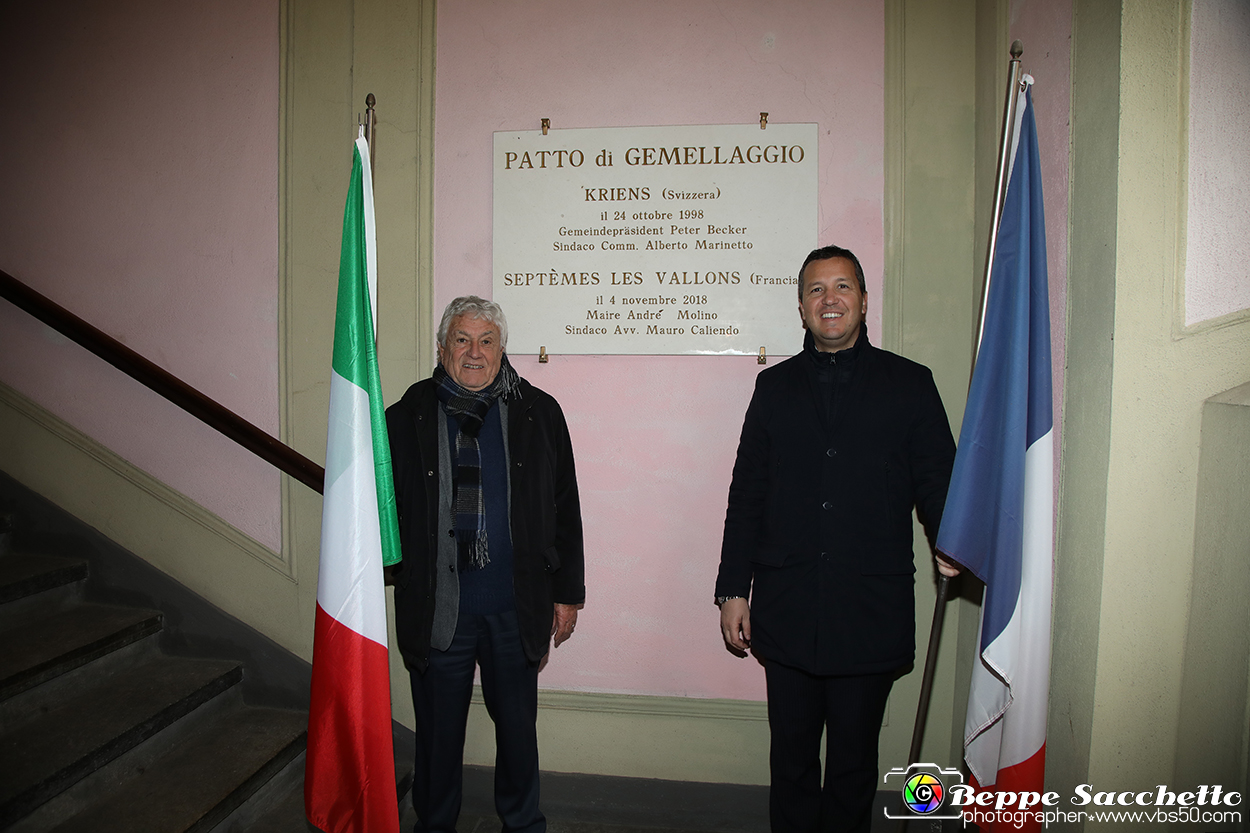 PATTO di GEMELLAGGIO
KRIENS (Svizzera)
il 24 ottobre 1998
Gemeindepräsident Peter Becker
Sindaco Comm. Alberto Marinetto
SEPTÈMES LES VALLONS (Francia
il 4 novembre 2018
Maire André Molino
Sindaco Avv. Mauro Caliendo
C Beppe Sacchetto
photographer★www.vbs50.com